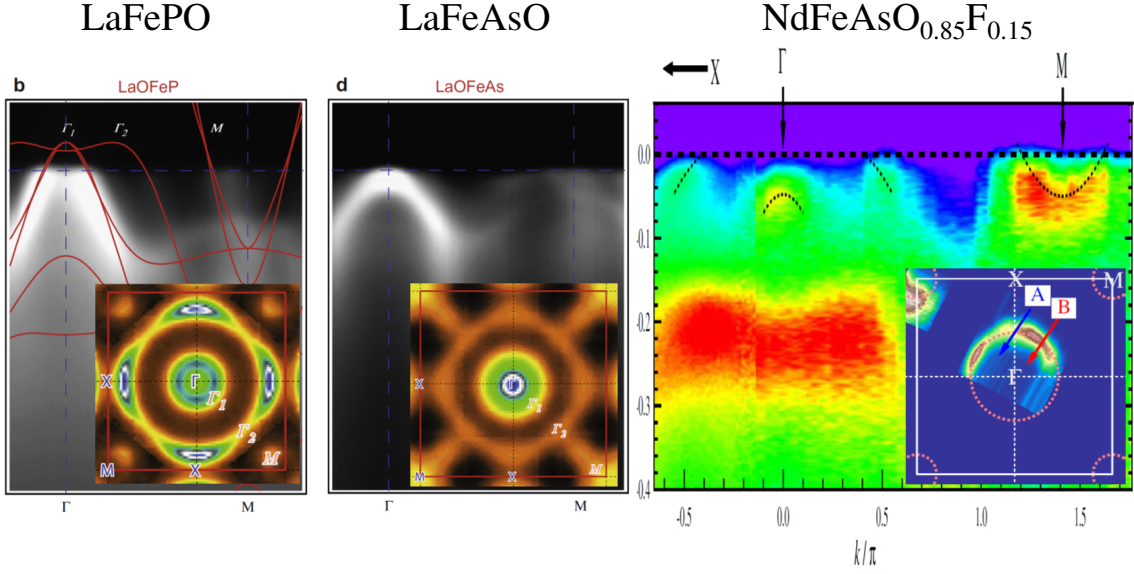 LaFePO
LaFeAsO
NdFeAsO0.85F0.15
b
LaOFeP
Γ1
Γ2
M
X
Γ
Γ1
Γ2
M
M
X
Γ
M
d
LaOFeAs
X
Γ
Γ1
Γ2
M
X
M
Γ
M
X
Γ
M
0.0
-0.1
-0.2
-0.3
-0.4
X
M
A
B
Γ
-0.5
0.0
0.5
1.0
1.5
k/π